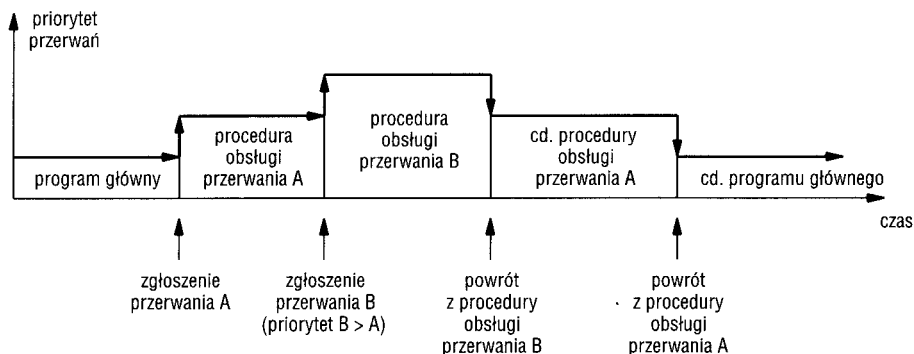 priorytet
przerwań
procedura
obsługi
przerwania A
procedura
obsługi
przerwania B
cd. procedury
obsługi
przerwania A
program główny
cd. programu głównego
czas
zgłoszenie
przerwania A
zgłoszenie
przerwania B
(priorytet B > A)
powrót
z procedury
obsługi
przerwania B
powrót
z procedury
obsługi
przerwania A